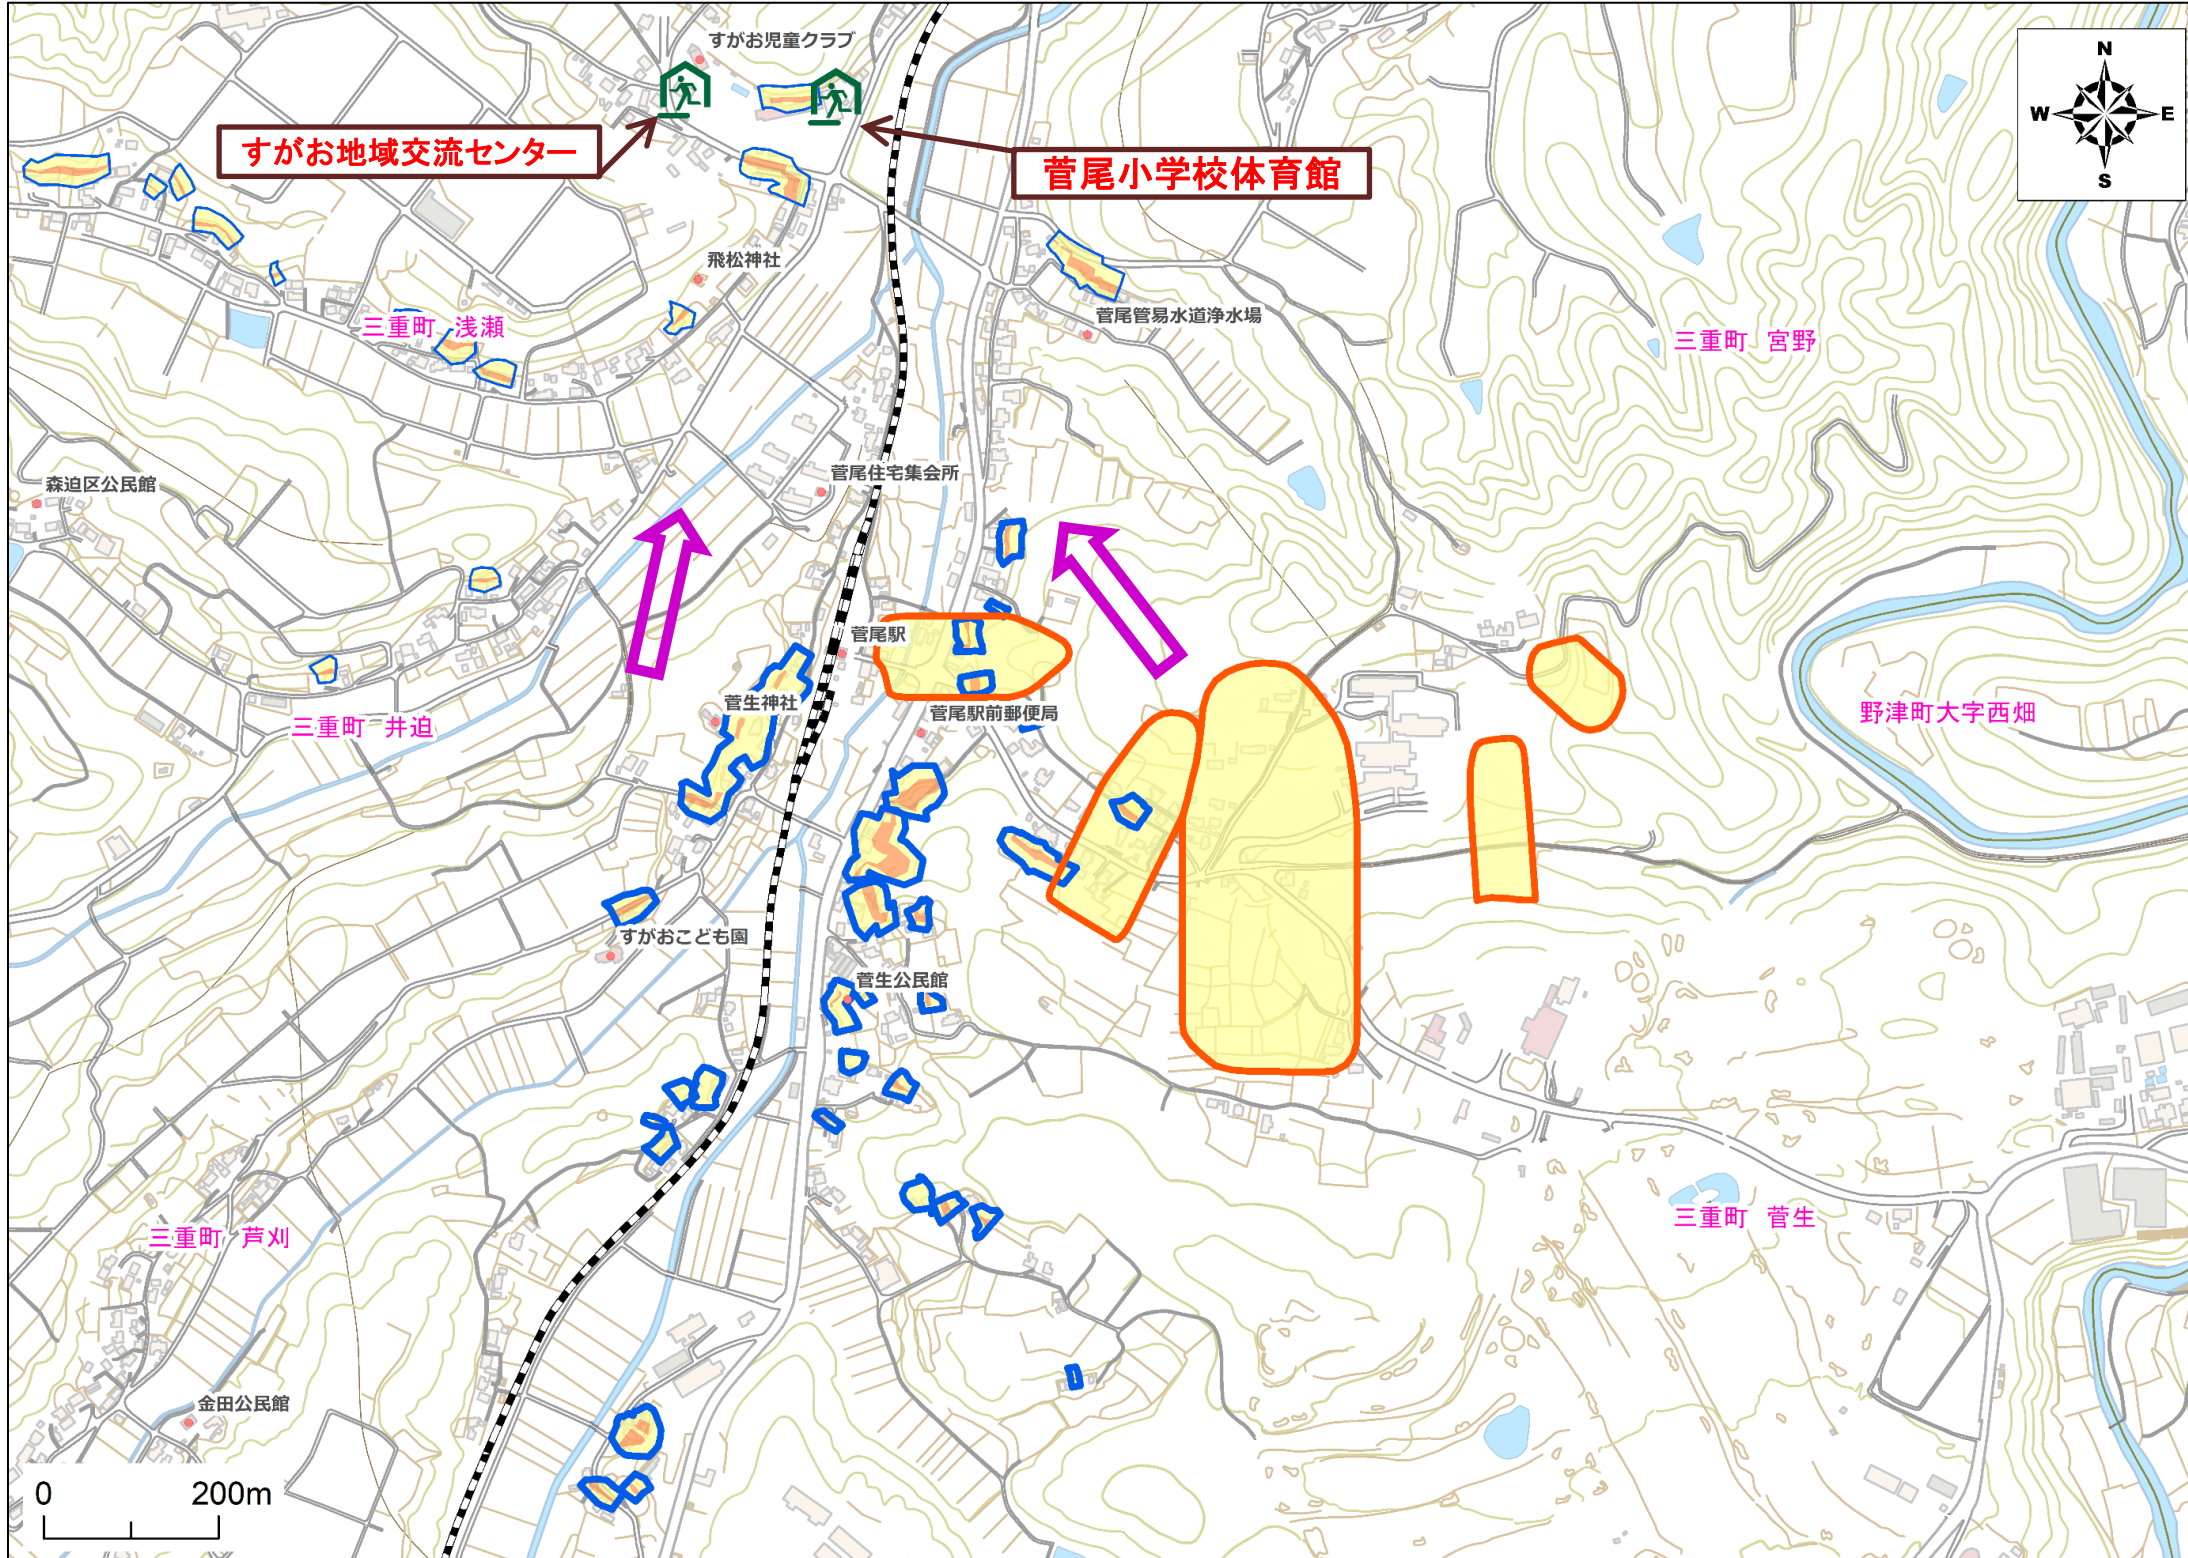 すがお児童クラブ
N
W
E
S
すがお地域交流センター
菅尾小学校体育館
飛松神社
三重町 浅瀬
菅尾管易水道浄水場
三重町 宮野
森迫区公民館
菅尾住宅集会所
菅尾駅
菅生神社
菅尾駅前郵便局
三重町 井迫
野津町大字西畑
すがおこども園
菅生公民館
三重町 芦刈
三重町 菅生
金田公民館
0
200m